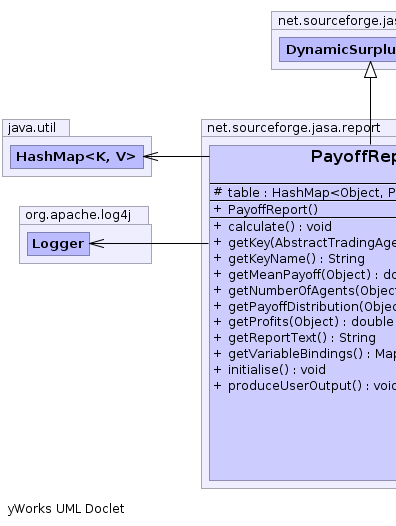 net.sourceforge.jas
DynamicSurplu
java.util
HashMap<K, V>
net.sourceforge.jasa.report
PayoffRep
# table : HashMap<Object, P
+ PayoffReport()
+ calculate() : void
+ getKey(AbstractTradingAge
+ getKeyName() : String
+ getMeanPayoff(Object) : do
+ getNumberOfAgents(Object
+ getPayoffDistribution(Objec
+ getProfits(Object) : double
+ getReportText() : String
+ getVariableBindings() : Map
+ initialise() : void
+ produceUserOutput() : void
org.apache.log4j
Logger
yWorks UML Doclet